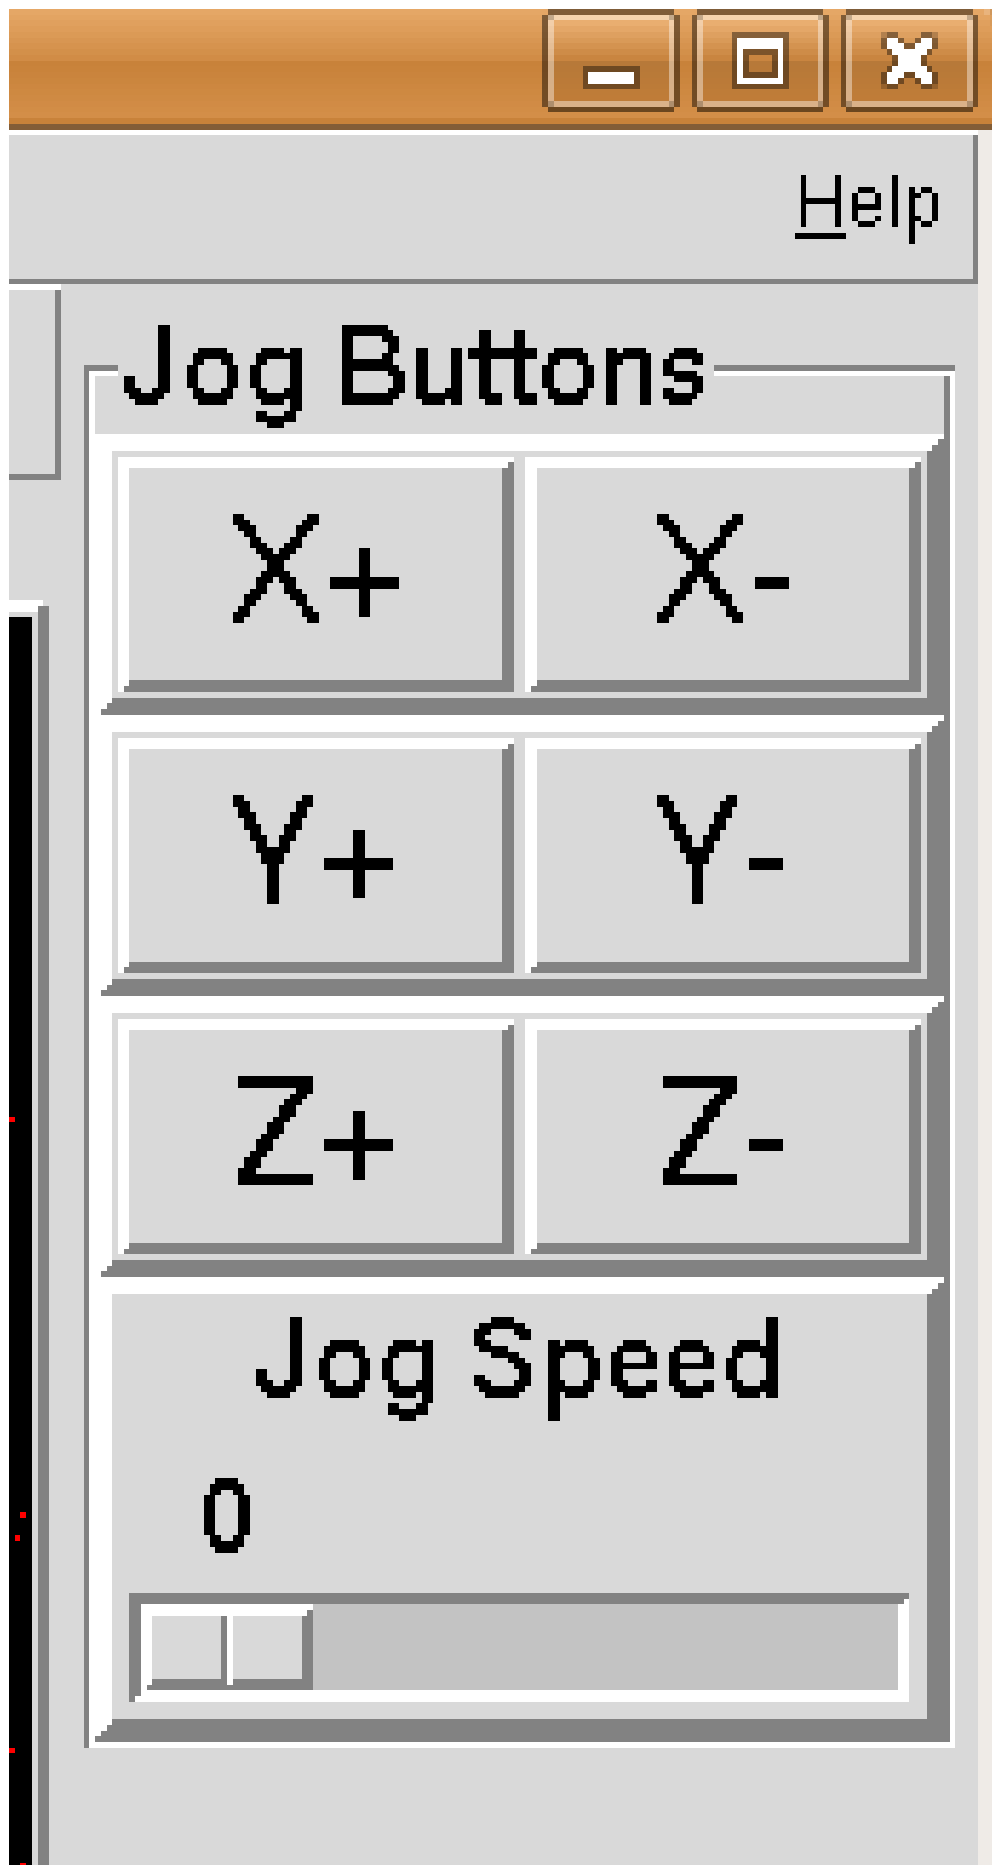 Help
Jog Buttons
X+ X-
Y+ Y-
Z+ Z-
Jog Speed
0